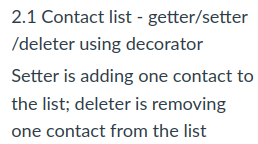 2.1 Contact list - getter/setter
/deleter using decorator
Setter is adding one contact to
the list; deleter is removing
one contact from the list